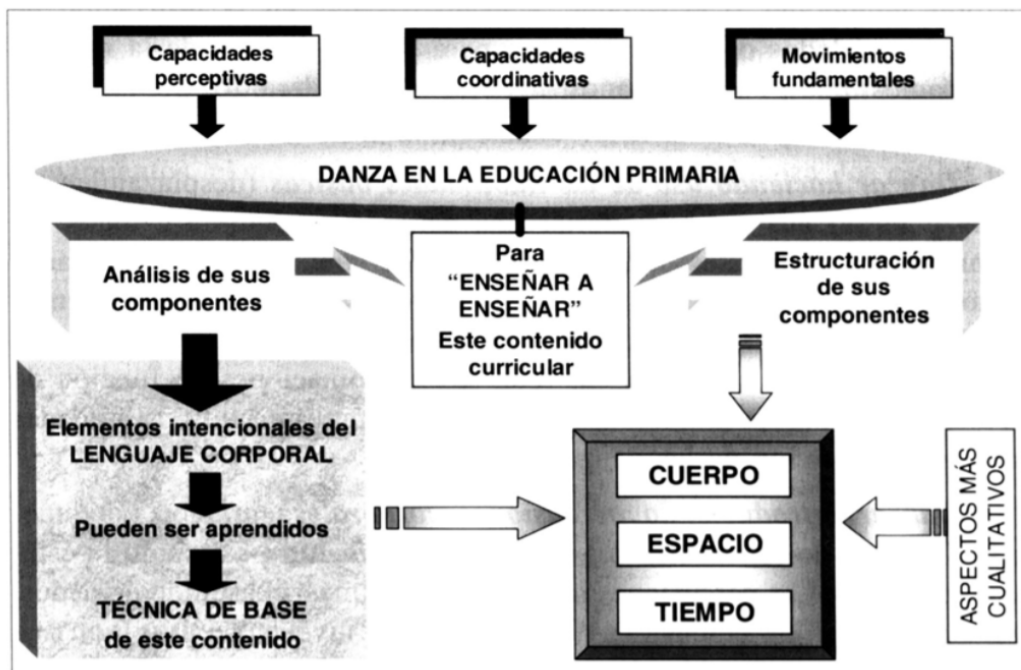 Capacidades
perceptivas
Capacidades
coordinativas
Movimientos
fundamentales
DANZA EN LA EDUCACIÓN PRIMARIA
Análisis de sus
componentes
Para
“ENSEÑAR A
ENSEÑAR”
Este contenido
curricular
Estructuración
de sus
componentes
Elementos intencionales del
LENGUAJE CORPORAL
Pueden ser aprendidos
TÉCNICA DE BASE
de este contenido
CUERPO
ESPACIO
TIEMPO
ASPECTOS MÁS
CUALITATIVOS